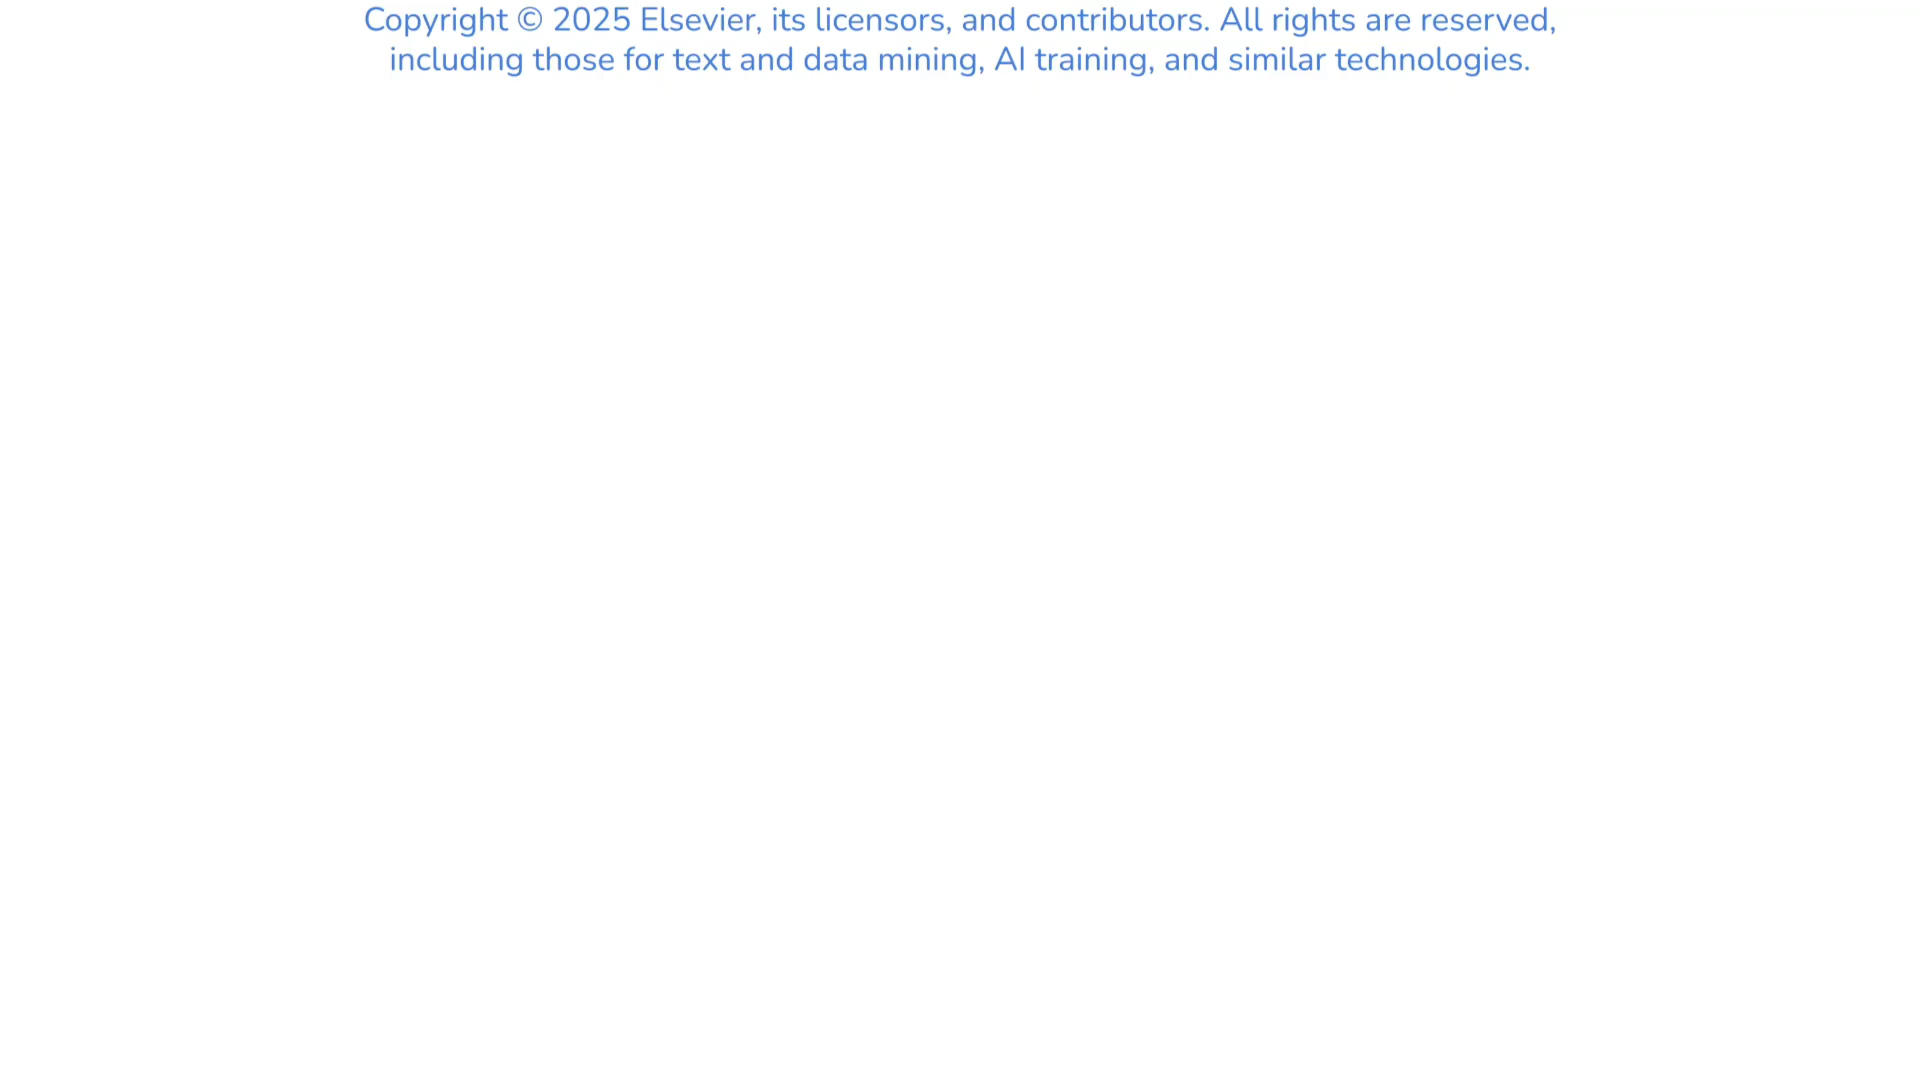 Copyright © 2025 Elsevier, its licensors, and contributors. All rights are reserved,
including those for text and data mining, AI training, and similar technologies.